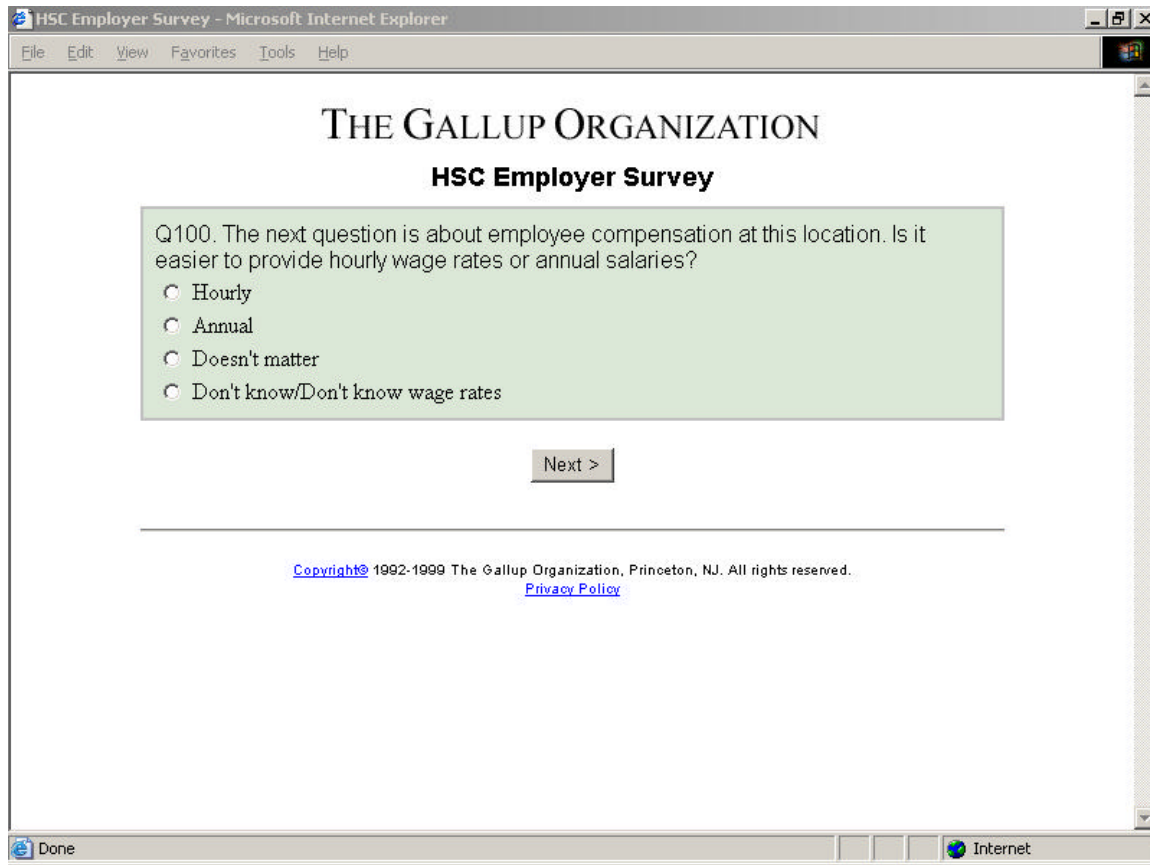 HSC Employer Survey - Microsoft Internet Explorer
File Edit View Favorites Tools Help
THE GALLUP ORGANIZATION
HSC Employer Survey
Q100. The next question is about employee compensation at this location. Is it
easier to provide hourly wage rates or annual salaries?
Hourly
Annual
Doesn't matter
Don't know/Don't know wage rates
Next >
Copyright© 1992-1999 The Gallup Organization, Princeton, NJ. All rights reserved.
Privacy Policy
Done Internet